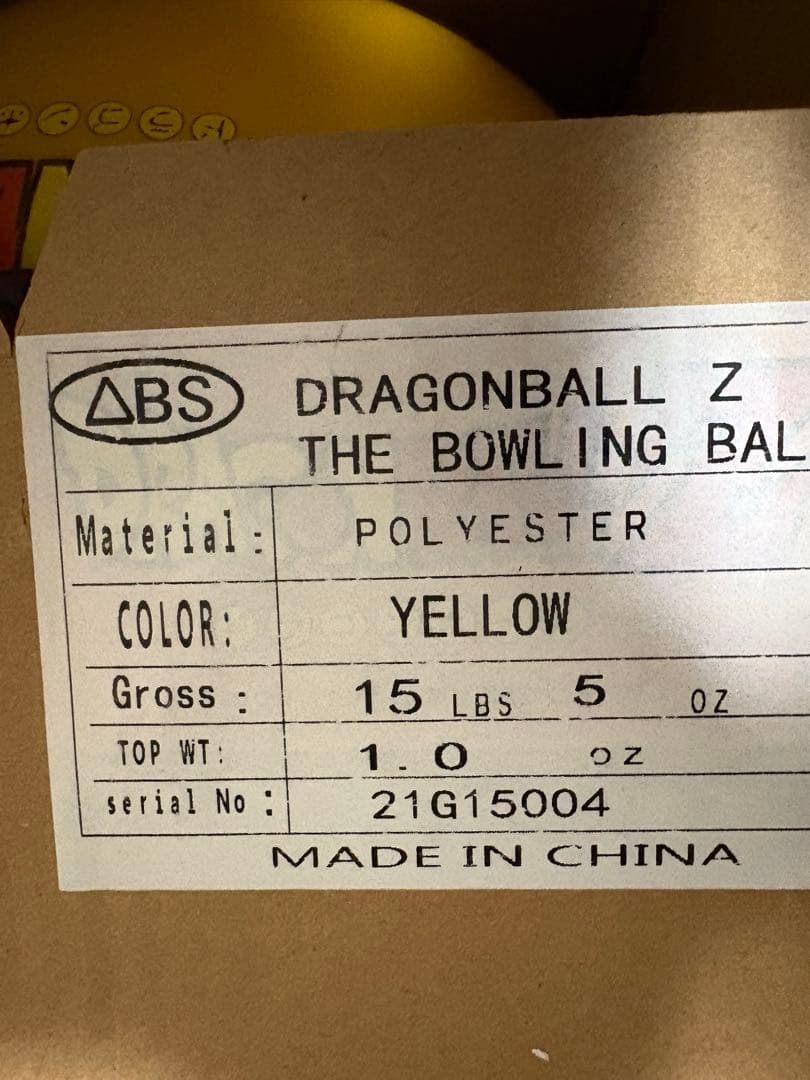 ABS DRAGONBALL Z
THE BOWLING BAL
Material: POLYESTER
COLOR: YELLOW
Gross: 15 LBS 5 OZ
TOP WT: 1.0 OZ
serial No: 21G15004
MADE IN CHINA